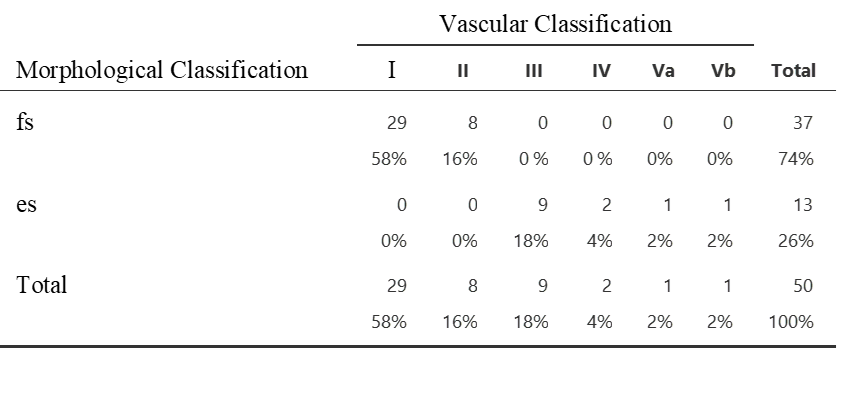 Vascular Classification
Morphological Classification I II III IV Va Vb Total
fs 29 8 0 0 0 0 37
58% 16% 0 % 0 % 0% 0% 74%
es 0 0 9 2 1 1 13
0% 0% 18% 4% 2% 2% 26%
Total 29 8 9 2 1 1 50
58% 16% 18% 4% 2% 2% 100%